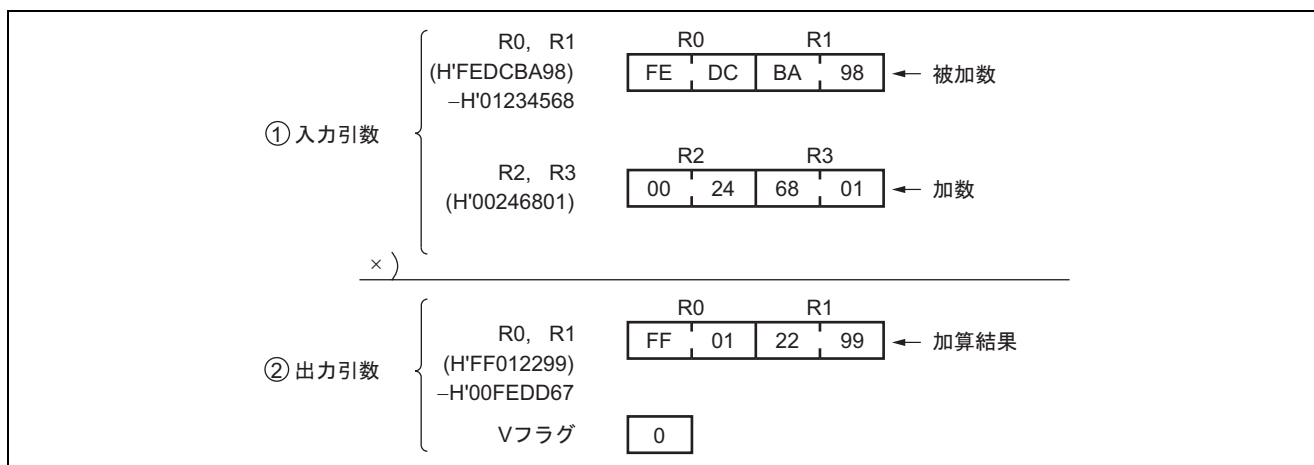 R0, R1
(H'FEDCBA98)
–H'01234568
R0 R1
FE DC BA 98 ← 被加数
① 入力引数
R2, R3
(H'00246801)
R2 R3
00 24 68 01 ← 加数
× )
R0, R1
(H'FF012299)
–H'00FEDD67
R0 R1
FF 01 22 99 ← 加算結果
② 出力引数
Vフラグ 0